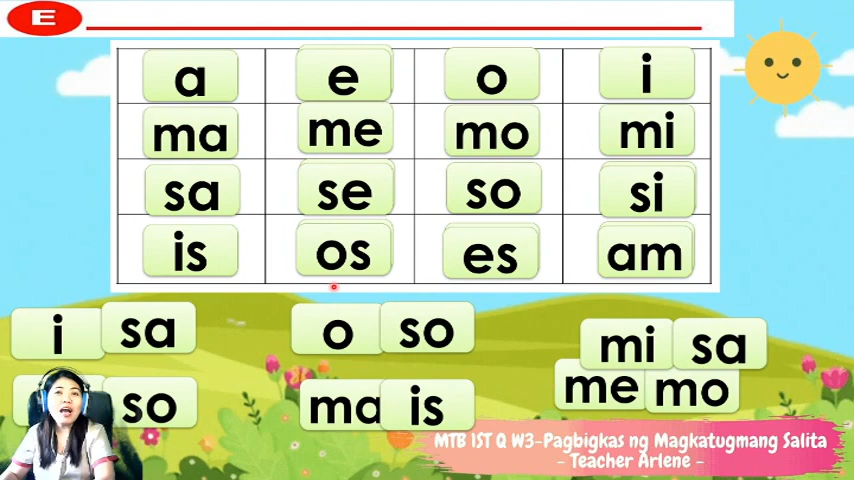 E
a e o i
ma me mo mi
sa se so si
is os es am
i sa o so mi sa
so ma is me mo
MTB 1ST Q W3-Pagbigkas ng Magkatugmang Salita
- Teacher Arlene -